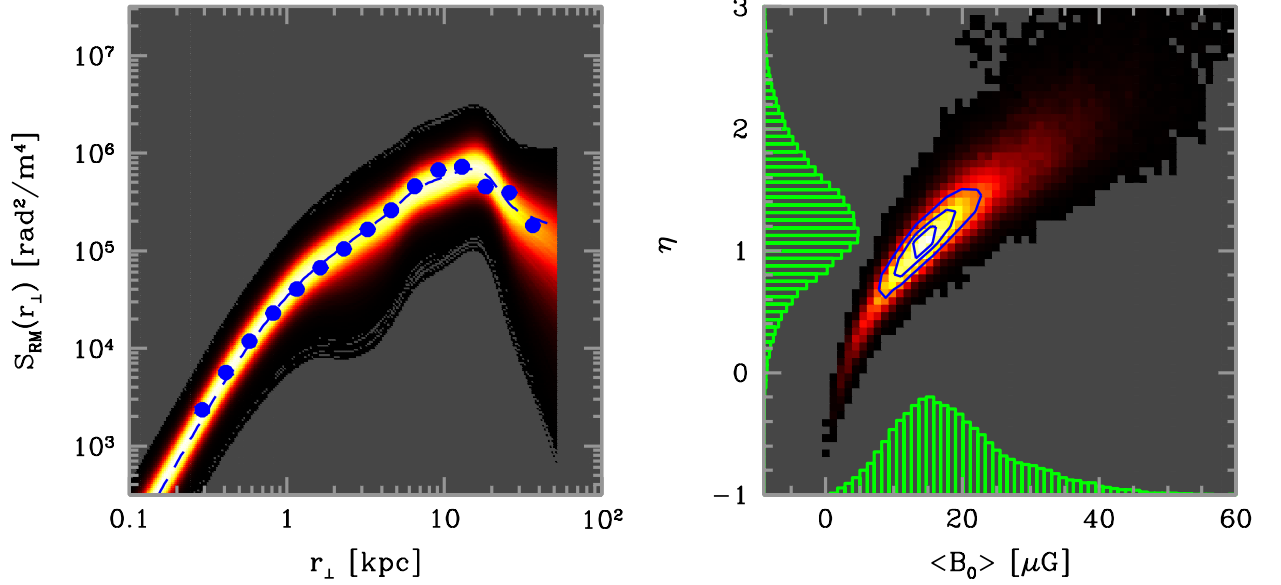 10⁷
10⁶
10⁵
10⁴
10³
S_RM(r_⊥) [rad²/m⁴]
0.1 1 10 10²
r_⊥ [kpc]
3
2
1
0
−1
η
0 20 40 60
<B₀> [μG]